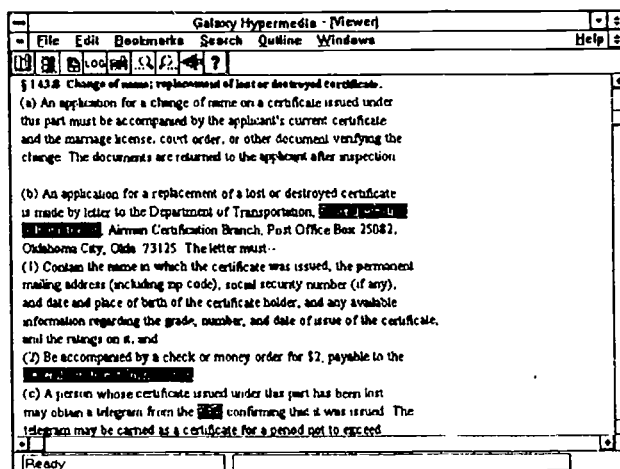 Galaxy Hypermedia - [Viewer]
File Edit Bookmarks Search Outline Windows Help
LOG ?
§ 143.8 Change of name; replacement of lost or destroyed certificate.
(a) An application for a change of name on a certificate issued under
this part must be accompanied by the applicant's current certificate
and the marriage license, court order, or other document verifying the
change. The documents are returned to the applicant after inspection
(b) An application for a replacement of a lost or destroyed certificate
is made by letter to the Department of Transportation,
Airman Certification Branch, Post Office Box 25082,
Oklahoma City, Okla 73125 The letter must--
(1) Contain the name in which the certificate was issued, the permanent
mailing address (including zip code), social security number (if any),
and date and place of birth of the certificate holder, and any available
information regarding the grade, number, and date of issue of the certificate,
and the ratings on it, and
(2) Be accompanied by a check or money order for $2, payable to the
(c) A person whose certificate issued under this part has been lost
may obtain a telegram from the confirming that it was issued The
telegram may be carried as a certificate for a period not to exceed
Ready